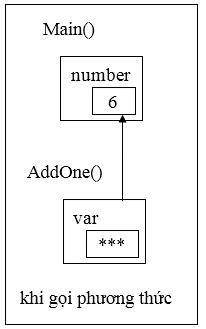 Main()
number
6
AddOne()
var
***
khi gọi phương thức